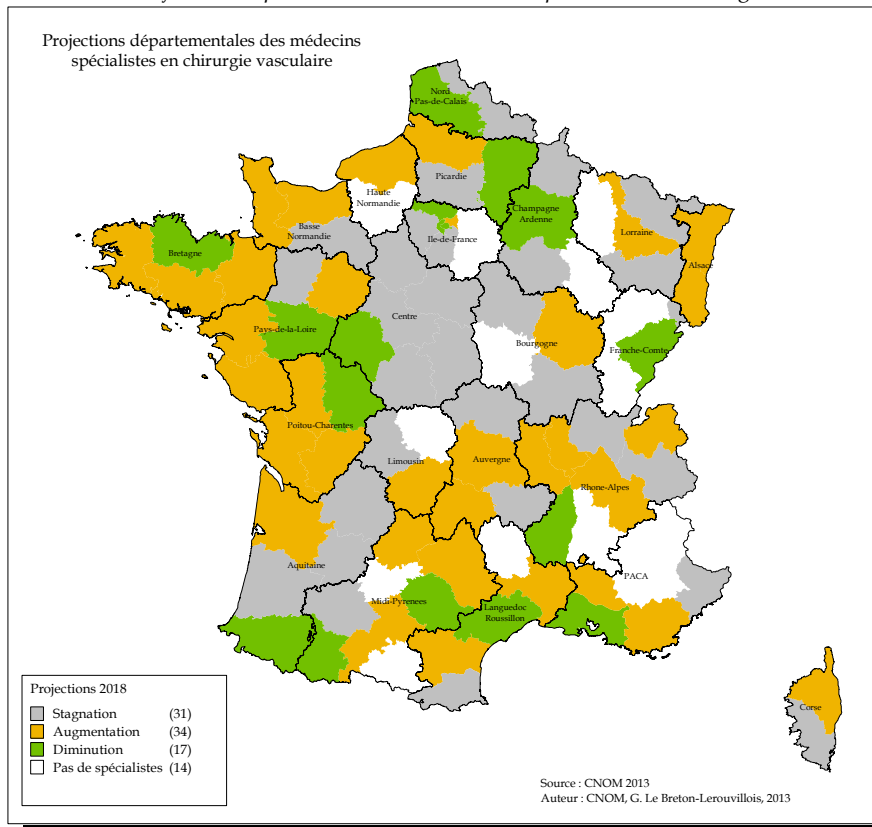 Projections départementales des médecins
spécialistes en chirurgie vasculaire
Nord
Pas-de-Calais
Picardie
Haute
Normandie
Champagne
Ardenne
Basse
Normandie
Ile-de-France
Lorraine
Alsace
Bretagne
Pays-de-la-Loire
Centre
Bourgogne
Franche-Comte
Poitou-Charentes
Limousin
Auvergne
Rhone-Alpes
Aquitaine
PACA
Midi-Pyrenees
Languedoc
Roussillon
Corse
Projections 2018
Stagnation (31)
Augmentation (34)
Diminution (17)
Pas de spécialistes (14)
Source : CNOM 2013
Auteur : CNOM, G. Le Breton-Lerouvillois, 2013